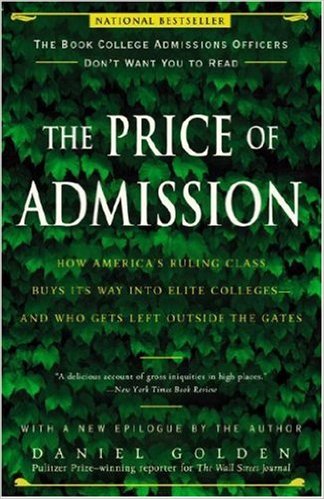 NATIONAL BESTSELLER
THE BOOK COLLEGE ADMISSIONS OFFICERS
DON'T WANT YOU TO READ
THE PRICE OF
ADMISSION
HOW AMERICA'S RULING CLASS
BUYS ITS WAY INTO ELITE COLLEGES—
AND WHO GETS LEFT OUTSIDE THE GATES
"A delicious account of gross iniquities in high places."
—New York Times Book Review
WITH A NEW EPILOGUE BY THE AUTHOR
DANIEL GOLDEN
Pulitzer Prize–winning reporter for The Wall Street Journal